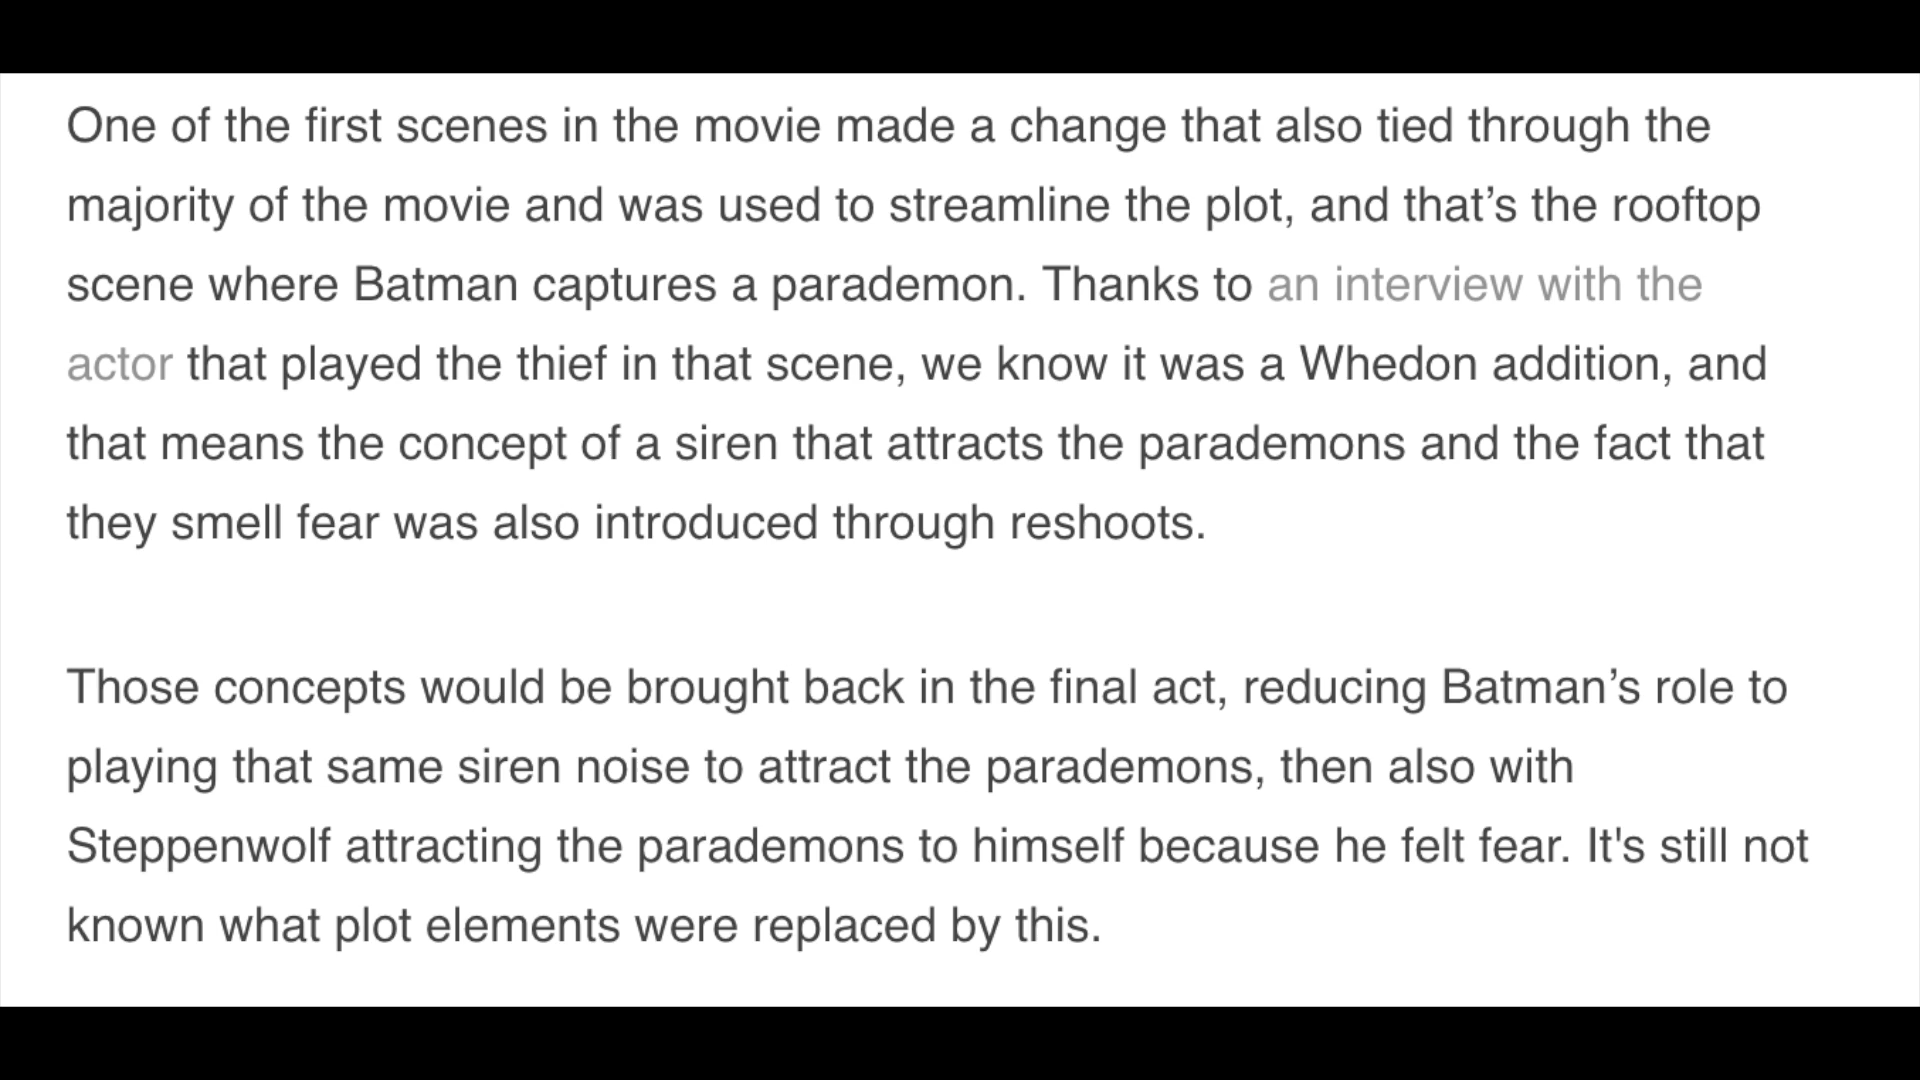 One of the first scenes in the movie made a change that also tied through the
majority of the movie and was used to streamline the plot, and that’s the rooftop
scene where Batman captures a parademon. Thanks to an interview with the
actor that played the thief in that scene, we know it was a Whedon addition, and
that means the concept of a siren that attracts the parademons and the fact that
they smell fear was also introduced through reshoots.
Those concepts would be brought back in the final act, reducing Batman’s role to
playing that same siren noise to attract the parademons, then also with
Steppenwolf attracting the parademons to himself because he felt fear. It's still not
known what plot elements were replaced by this.